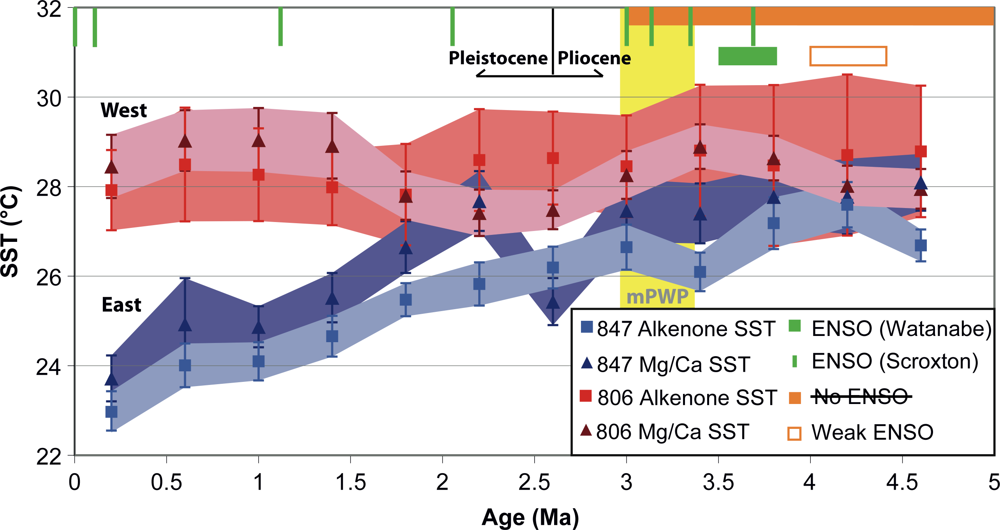 32
30
28
26
24
22
SST (°C)
Pleistocene
Pliocene
West
East
mPWP
847 Alkenone SST
847 Mg/Ca SST
806 Alkenone SST
806 Mg/Ca SST
ENSO (Watanabe)
ENSO (Scroxton)
No ENSO
Weak ENSO
0 0.5 1 1.5 2 2.5 3 3.5 4 4.5 5
Age (Ma)